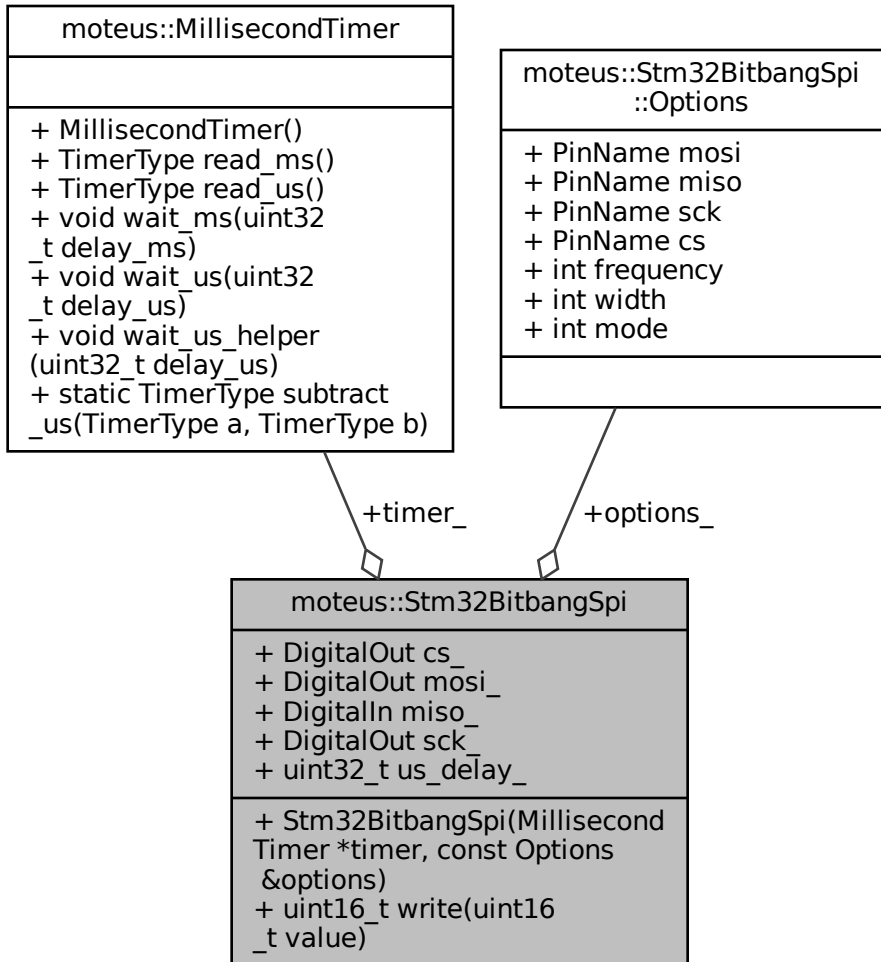 moteus::MillisecondTimer
+ MillisecondTimer()
+ TimerType read_ms()
+ TimerType read_us()
+ void wait_ms(uint32
_t delay_ms)
+ void wait_us(uint32
_t delay_us)
+ void wait_us_helper
(uint32_t delay_us)
+ static TimerType subtract
_us(TimerType a, TimerType b)
moteus::Stm32BitbangSpi
::Options
+ PinName mosi
+ PinName miso
+ PinName sck
+ PinName cs
+ int frequency
+ int width
+ int mode
+timer_
+options_
moteus::Stm32BitbangSpi
+ DigitalOut cs_
+ DigitalOut mosi_
+ DigitalIn miso_
+ DigitalOut sck_
+ uint32_t us_delay_
+ Stm32BitbangSpi(Millisecond
Timer *timer, const Options
&options)
+ uint16_t write(uint16
_t value)